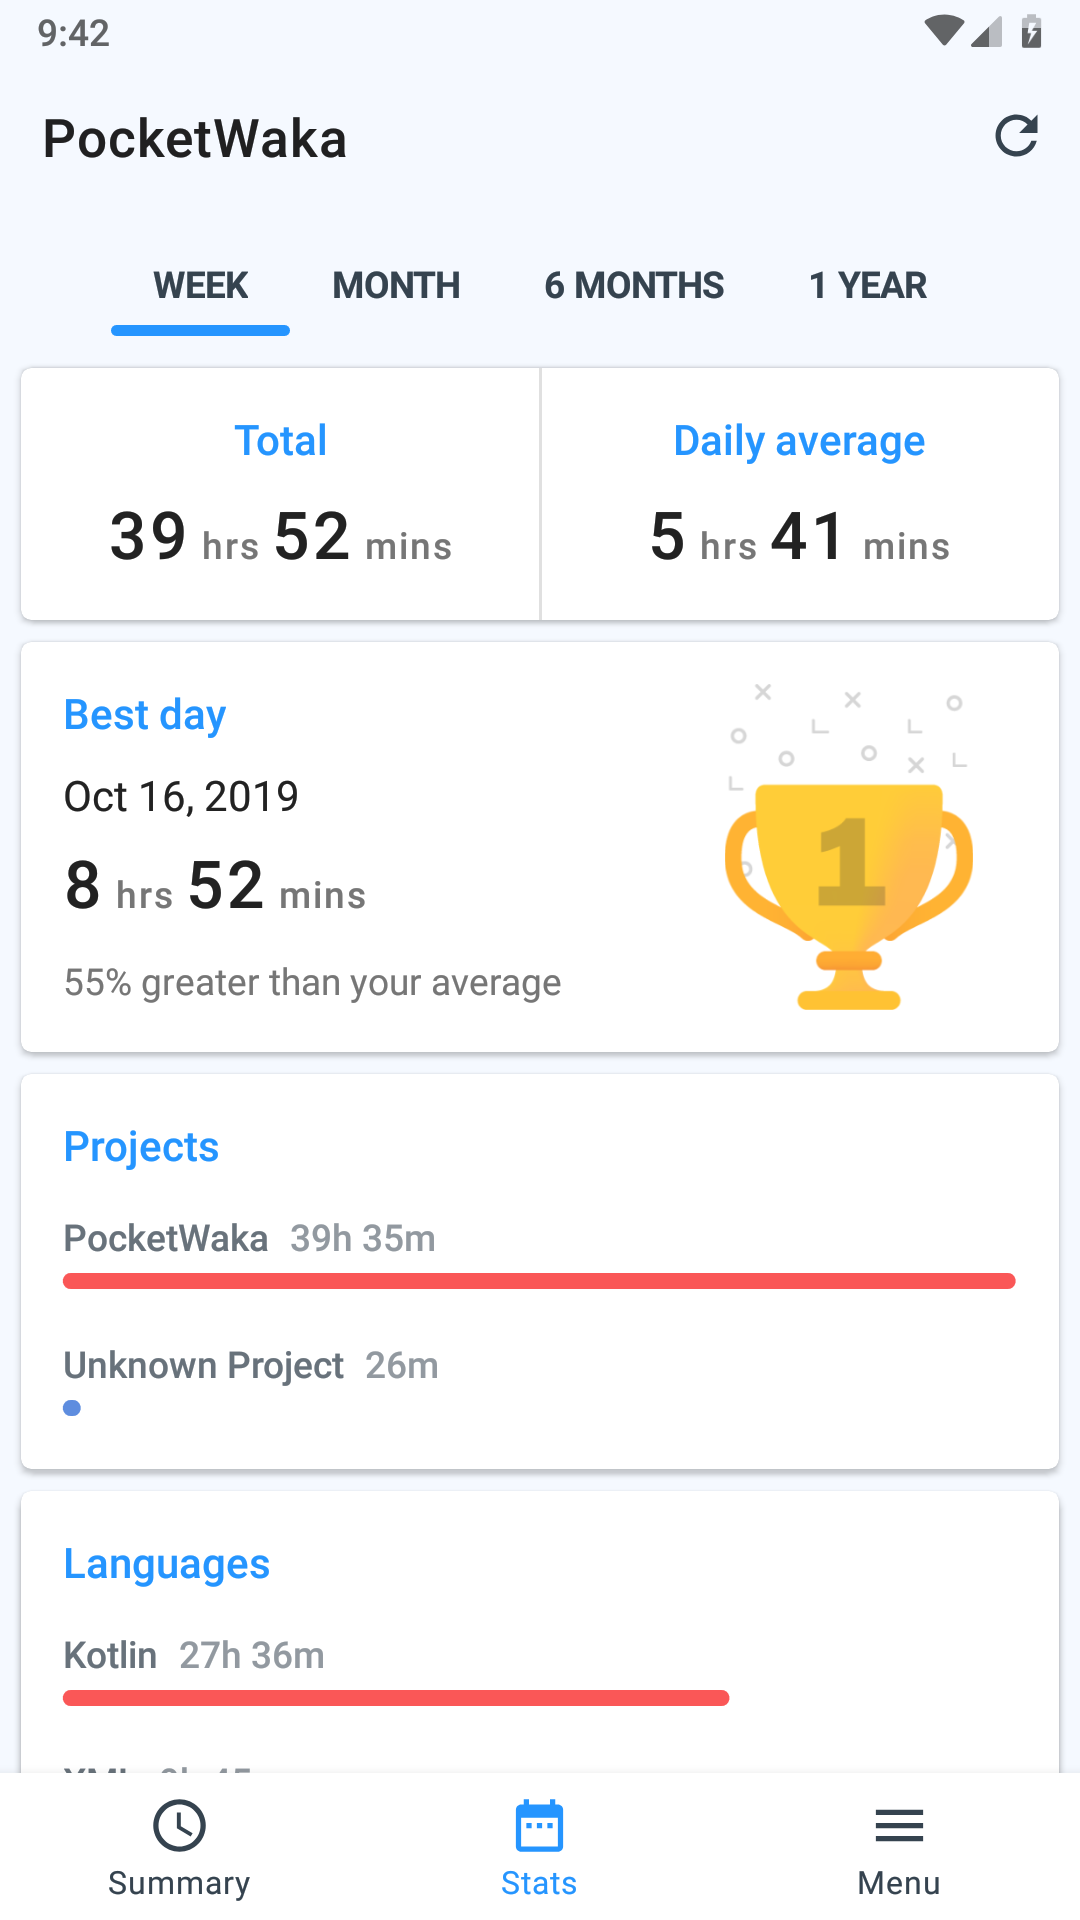 9:42
PocketWaka
WEEK MONTH 6 MONTHS 1 YEAR
Total
39 hrs 52 mins
Daily average
5 hrs 41 mins
Best day
Oct 16, 2019
8 hrs 52 mins
55% greater than your average
1
Projects
PocketWaka 39h 35m
Unknown Project 26m
Languages
Kotlin 27h 36m
Summary Stats Menu